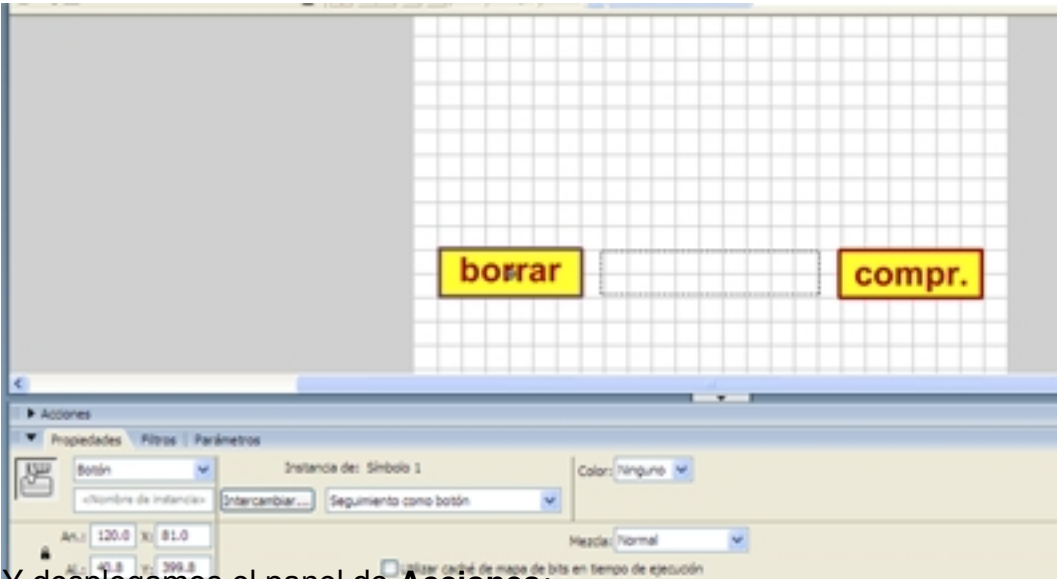 borrar
compr.
Acciones
Propiedades Filtros Parámetros
Botón
Instancia de: Símbolo 1
Color: Ninguno
<Nombre de instancia>
Intercambiar...
Seguimiento como botón
An.: 120.0 X: 81.0
Mezcla: Normal
Al.: 40.8 Y: 399.8
Utilizar caché de mapa de bits en tiempo de ejecución
Y desplegamos el panel de Acciones: